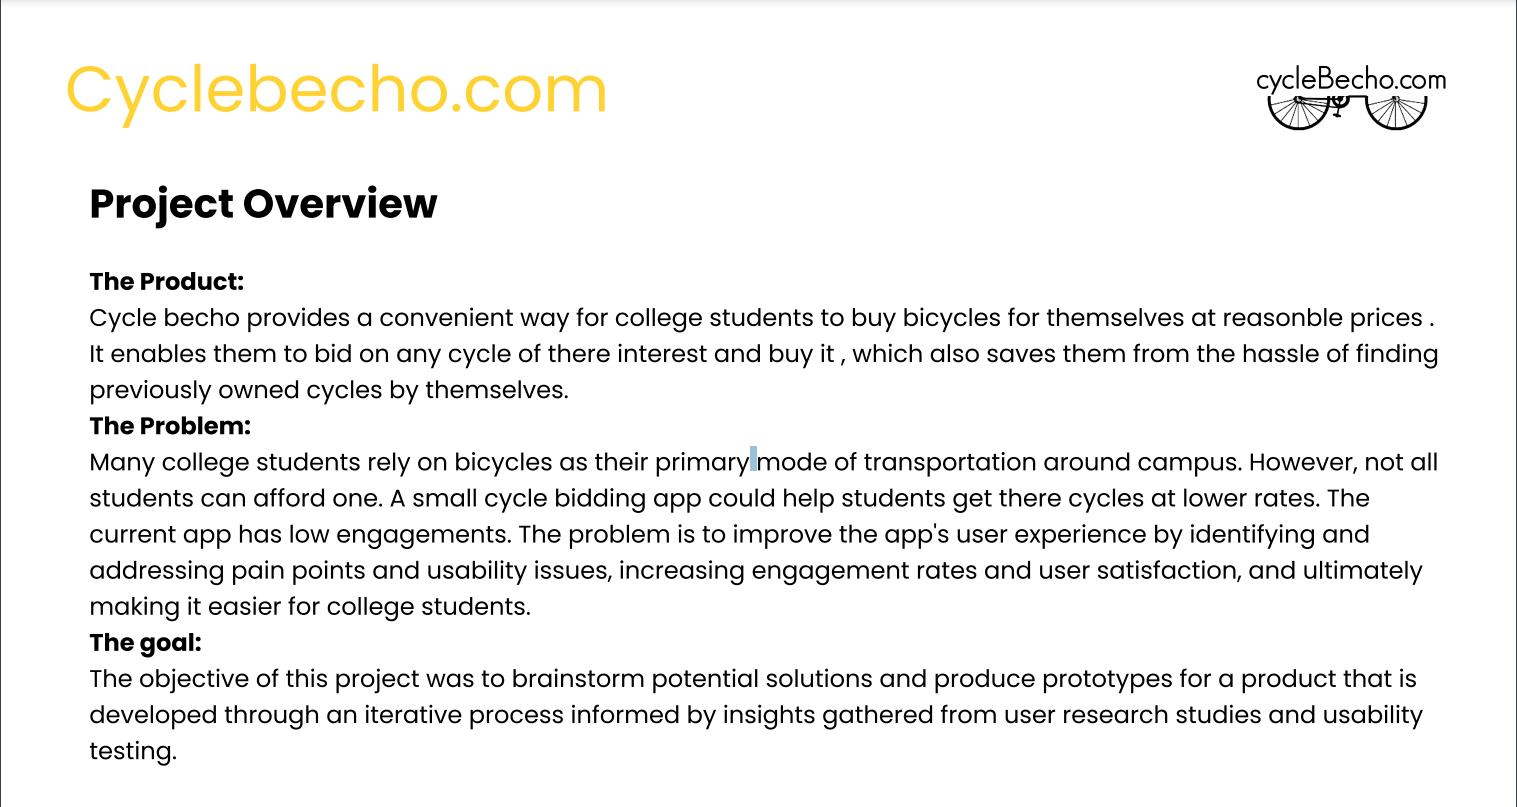 Cyclebecho.com
cycleBecho.com
Project Overview
The Product:
Cycle becho provides a convenient way for college students to buy bicycles for themselves at reasonble prices .
It enables them to bid on any cycle of there interest and buy it , which also saves them from the hassle of finding
previously owned cycles by themselves.
The Problem:
Many college students rely on bicycles as their primary mode of transportation around campus. However, not all
students can afford one. A small cycle bidding app could help students get there cycles at lower rates. The
current app has low engagements. The problem is to improve the app's user experience by identifying and
addressing pain points and usability issues, increasing engagement rates and user satisfaction, and ultimately
making it easier for college students.
The goal:
The objective of this project was to brainstorm potential solutions and produce prototypes for a product that is
developed through an iterative process informed by insights gathered from user research studies and usability
testing.